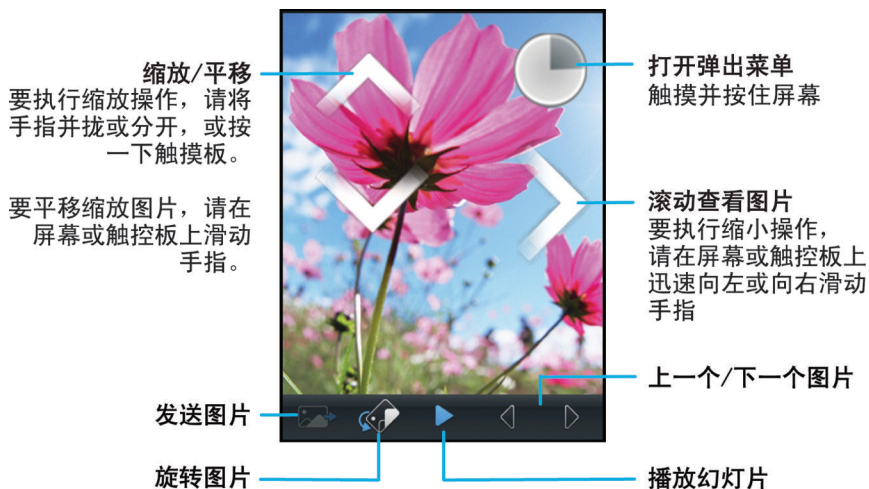 缩放/平移
要执行缩放操作，请将
手指并拢或分开，或按
一下触摸板。
要平移缩放图片，请在
屏幕或触控板上滑动
手指。
发送图片
旋转图片
打开弹出菜单
触摸并按住屏幕
滚动查看图片
要执行缩小操作，
请在屏幕或触控板上
迅速向左或向右滑动
手指
上一个/下一个图片
播放幻灯片